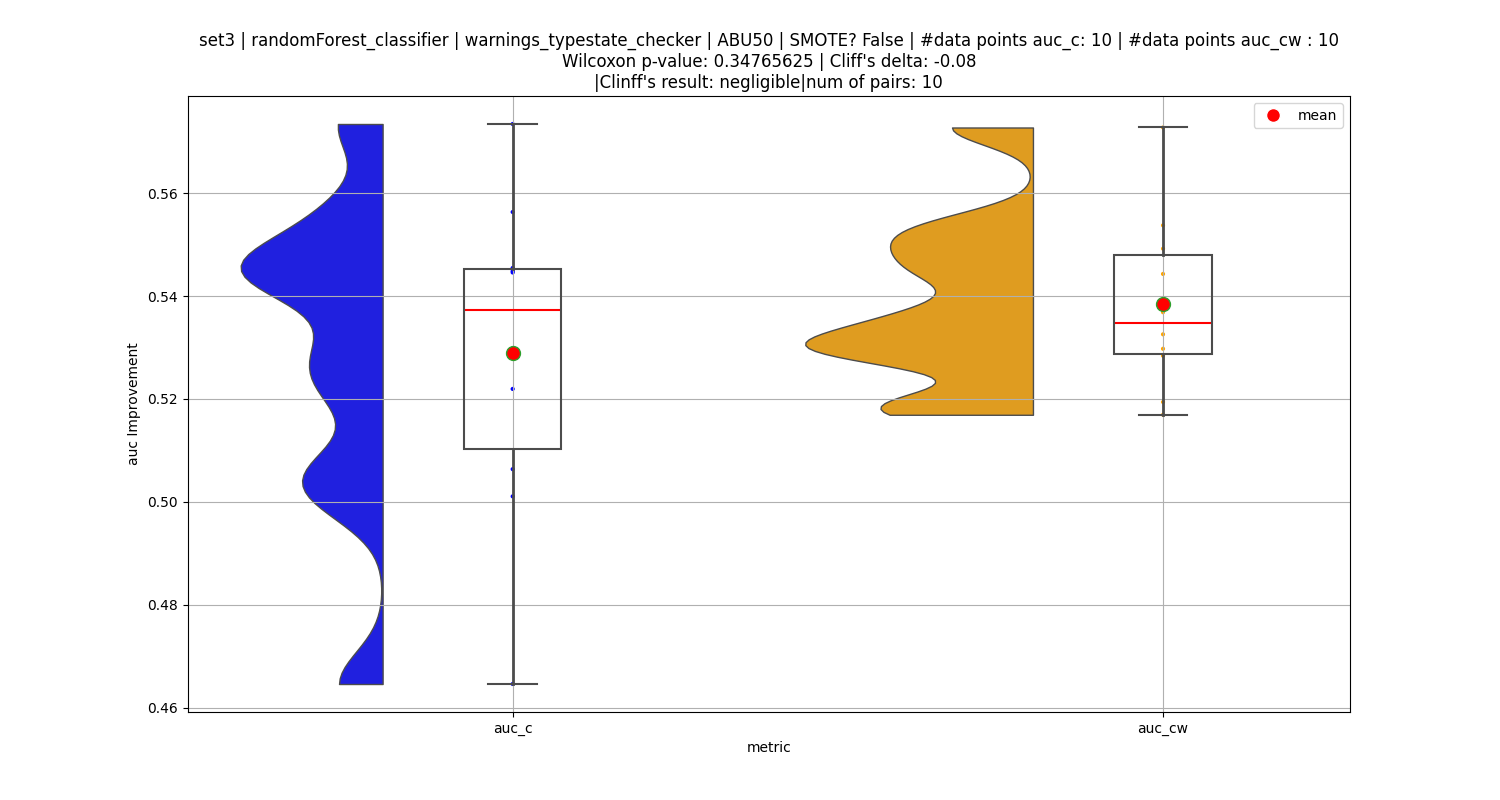 set3 | randomForest_classifier | warnings_typestate_checker | ABU50 | SMOTE? False | #data points auc_c: 10 | #data points auc_cw : 10
Wilcoxon p-value: 0.34765625 | Cliff's delta: -0.08
|Clinff's result: negligible|num of pairs: 10
mean
0.56
0.54
0.52
0.50
0.48
0.46
auc Improvement
auc_c
auc_cw
metric